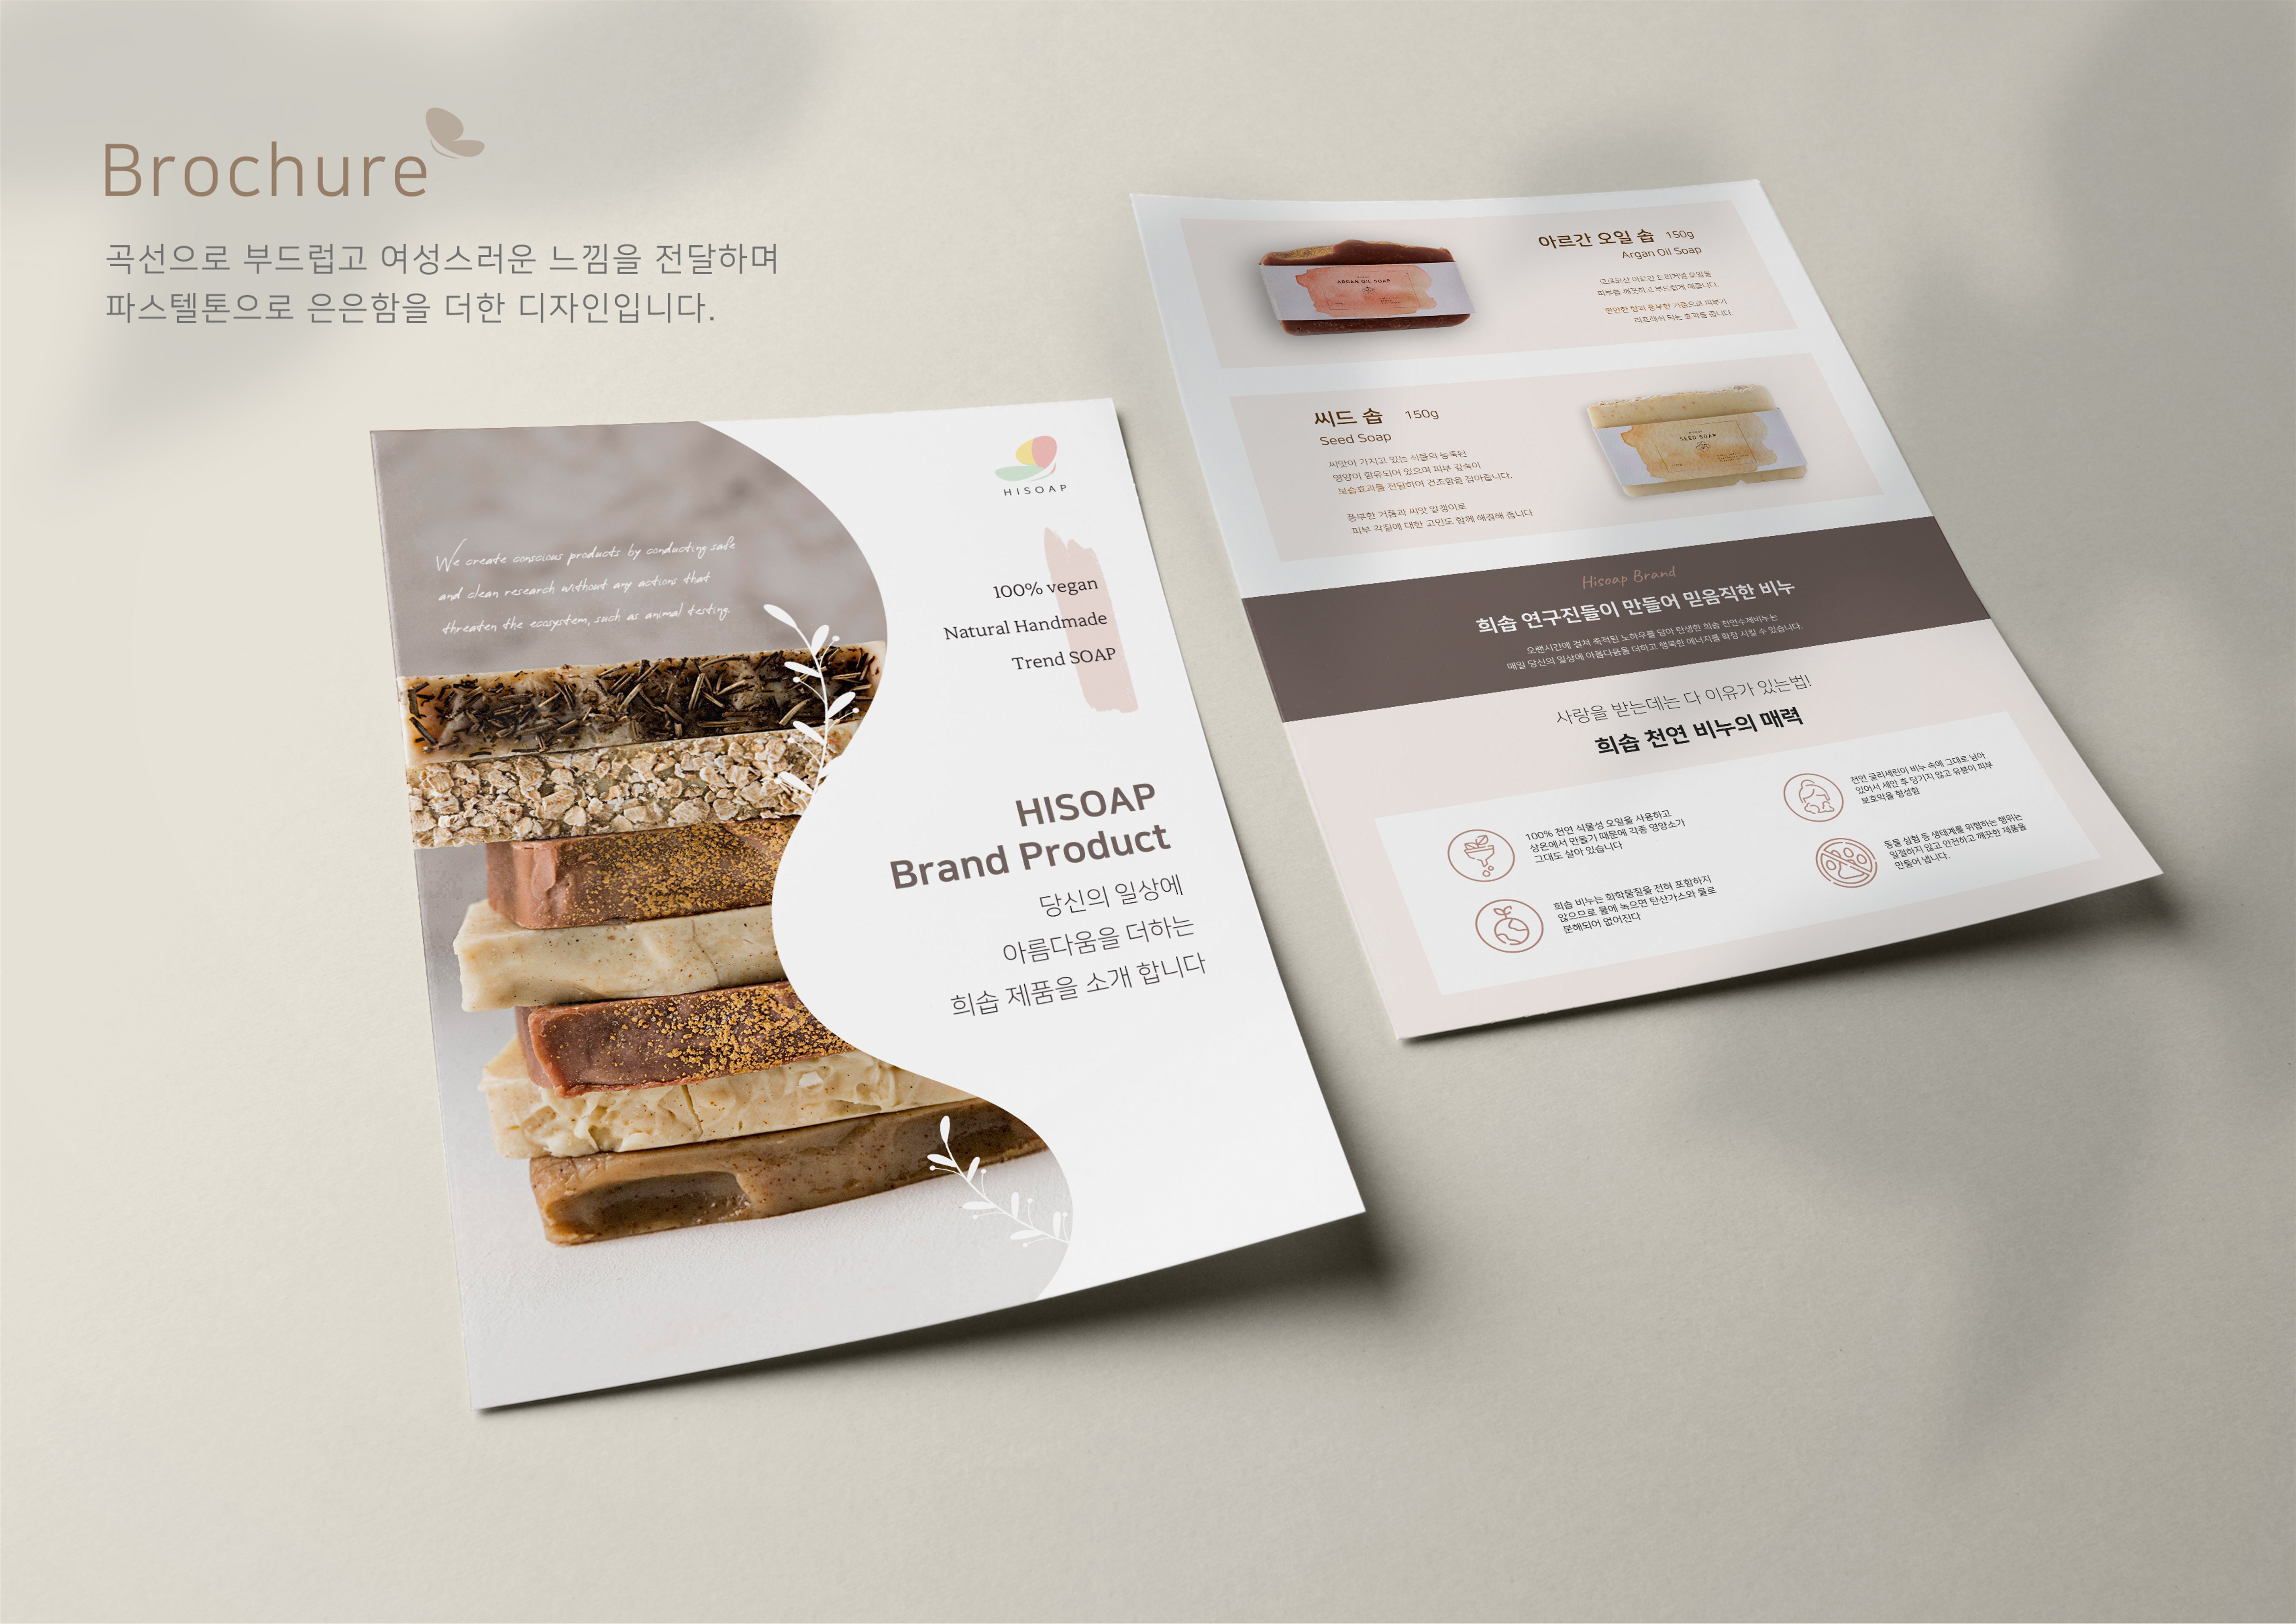 Brochure
곡선으로 부드럽고 여성스러운 느낌을 전달하며
파스텔톤으로 은은함을 더한 디자인입니다.
HISOAP
We create conscious products by conducting safe
and clean research without any actions that
threaten the ecosystem, such as animal testing.
100% vegan
Natural Handmade
Trend SOAP
HISOAP
Brand Product
당신의 일상에
아름다움을 더하는
희솝 제품을 소개 합니다
아르간 오일 솝 150g
Argan Oil Soap
피부를 깨끗하고 부드럽게 해줍니다.
ARGAN OIL SOAP
씨드 솝 150g
Seed Soap
씨앗이 가지고 있는 식물의 농축된
영양이 함유되어 있으며 피부 깊숙이
보습효과를 전달하여 건조함을 잡아줍니다.
풍부한 거품과 씨앗 알갱이로
피부 각질에 대한 고민도 함께 해결해 줍니다
SEED SOAP
Hisoap Brand
희솝 연구진들이 만들어 믿음직한 비누
오랜시간에 걸쳐 축적된 노하우를 담아 탄생한 희솝 천연수제비누는
매일 당신의 일상에 아름다움을 더하고 행복한 에너지를 확장 시킬 수 있습니다.
사랑을 받는데는 다 이유가 있는법!
희솝 천연 비누의 매력
100% 천연 식물성 오일을 사용하고
상온에서 만들기 때문에 각종 영양소가
그대도 살아 있습니다
희솝 비누는 화학물질을 전혀 포함하지
않으므로 물에 녹으면 탄산가스와 물로
분해되어 없어진다
천연 글리세린이 비누 속에 그대로 남아
있어서 세안 후 당기지 않고 유분이 피부
보호막을 형성함
동물 실험 등 생태계를 위협하는 행위는
일절하지 않고 안전하고 깨끗한 제품들
만들어 냅니다.